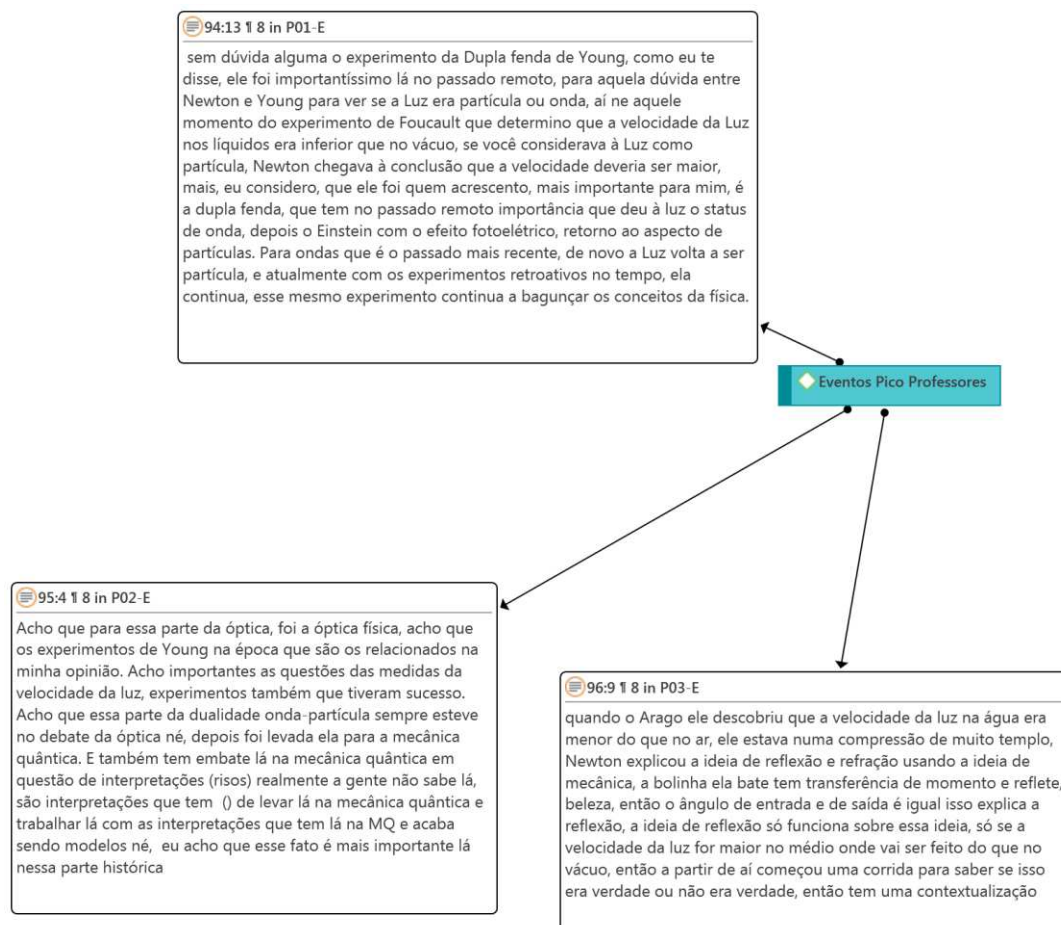 94:13 ¶ 8 in P01-E
sem dúvida alguma o experimento da Dupla fenda de Young, como eu te
disse, ele foi importantíssimo lá no passado remoto, para aquela dúvida entre
Newton e Young para ver se a Luz era partícula ou onda, aí ne aquele
momento do experimento de Foucault que determino que a velocidade da Luz
nos líquidos era inferior que no vácuo, se você considerava à Luz como
partícula, Newton chegava à conclusão que a velocidade deveria ser maior,
mais, eu considero, que ele foi quem acrescento, mais importante para mim, é
a dupla fenda, que tem no passado remoto importância que deu à luz o status
de onda, depois o Einstein com o efeito fotoelétrico, retorno ao aspecto de
partículas. Para ondas que é o passado mais recente, de novo a Luz volta a ser
partícula, e atualmente com os experimentos retroativos no tempo, ela
continua, esse mesmo experimento continua a bagunçar os conceitos da física.
Eventos Pico Professores
95:4 ¶ 8 in P02-E
Acho que para essa parte da óptica, foi a óptica física, acho que
os experimentos de Young na época que são os relacionados na
minha opinião. Acho importantes as questões das medidas da
velocidade da luz, experimentos também que tiveram sucesso.
Acho que essa parte da dualidade onda-partícula sempre esteve
no debate da óptica né, depois foi levada ela para a mecânica
quântica. E também tem embate lá na mecânica quântica em
questão de interpretações (risos) realmente a gente não sabe lá,
são interpretações que tem () de levar lá na mecânica quântica e
trabalhar lá com as interpretações que tem lá na MQ e acaba
sendo modelos né, eu acho que esse fato é mais importante lá
nessa parte histórica
96:9 ¶ 8 in P03-E
quando o Arago ele descobriu que a velocidade da luz na água era
menor do que no ar, ele estava numa compressão de muito templo,
Newton explicou a ideia de reflexão e refração usando a ideia de
mecânica, a bolinha ela bate tem transferência de momento e reflete,
beleza, então o ângulo de entrada e de saída é igual isso explica a
reflexão, a ideia de reflexão só funciona sobre essa ideia, só se a
velocidade da luz for maior no médio onde vai ser feito do que no
vácuo, então a partir de aí começou uma corrida para saber se isso
era verdade ou não era verdade, então tem uma contextualização